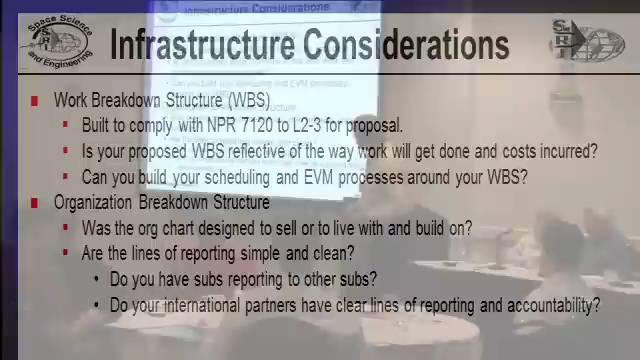 Space Science
SwRI
and Engineering
Infrastructure Considerations
SwRI
Work Breakdown Structure (WBS)
Built to comply with NPR 7120 to L2-3 for proposal.
Is your proposed WBS reflective of the way work will get done and costs incurred?
Can you build your scheduling and EVM processes around your WBS?
Organization Breakdown Structure
Was the org chart designed to sell or to live with and build on?
Are the lines of reporting simple and clean?
Do you have subs reporting to other subs?
Do your international partners have clear lines of reporting and accountability?
Infrastructure Considerations